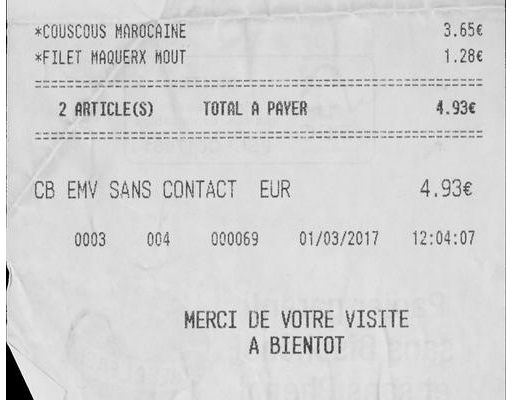 *COUSCOUS MAROCAINE 3.65€
*FILET MAQUERX MOUT 1.28€
2 ARTICLE(S) TOTAL A PAYER 4.93€
CB EMV SANS CONTACT EUR 4.93€
0003 004 000069 01/03/2017 12:04:07
MERCI DE VOTRE VISITE
A BIENTOT